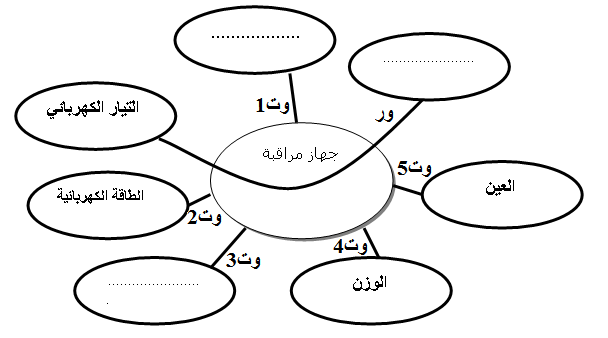 ..................
......................
وت1
ور
التيار الكهربائي
جهاز مراقبة
وت5
العين
الطاقة الكهربائية
وت2
وت3
وت4
......................
.
الوزن